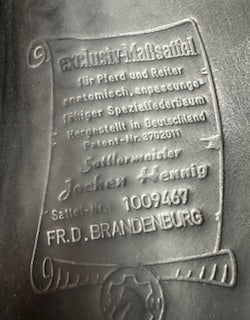 exclusiv-Maßsattel
für Pferd und Reiter
anatomisch, anpassungs-
fähiger Spezialfederbaum
Hergestellt in Deutschland
Patent-Nr. 3702011
Sattlermeister
Jochen Hennig
Sattel-Nr.: 1009467
FR.D.BRANDENBURG